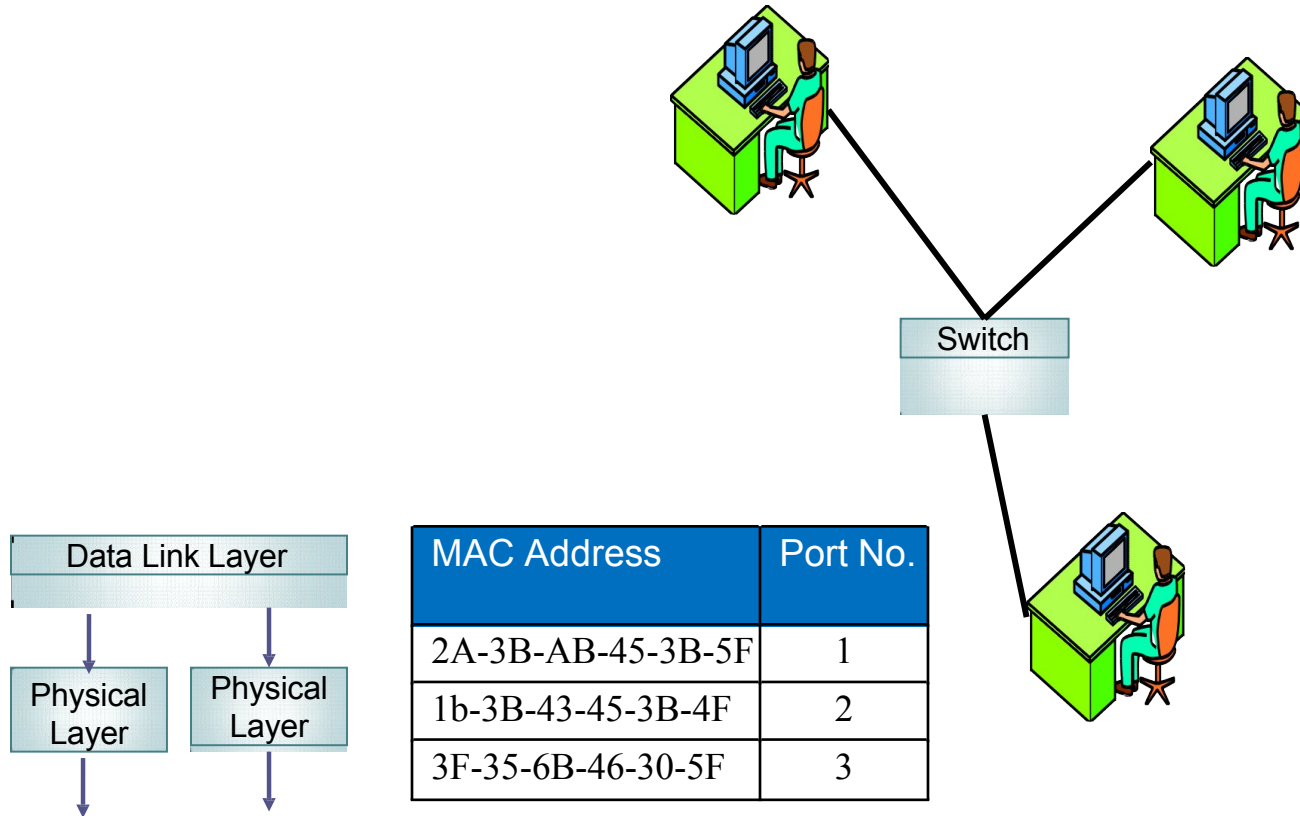 Switch
Data Link Layer
Physical
Layer
Physical
Layer
MAC Address Port No.
2A-3B-AB-45-3B-5F 1
1b-3B-43-45-3B-4F 2
3F-35-6B-46-30-5F 3